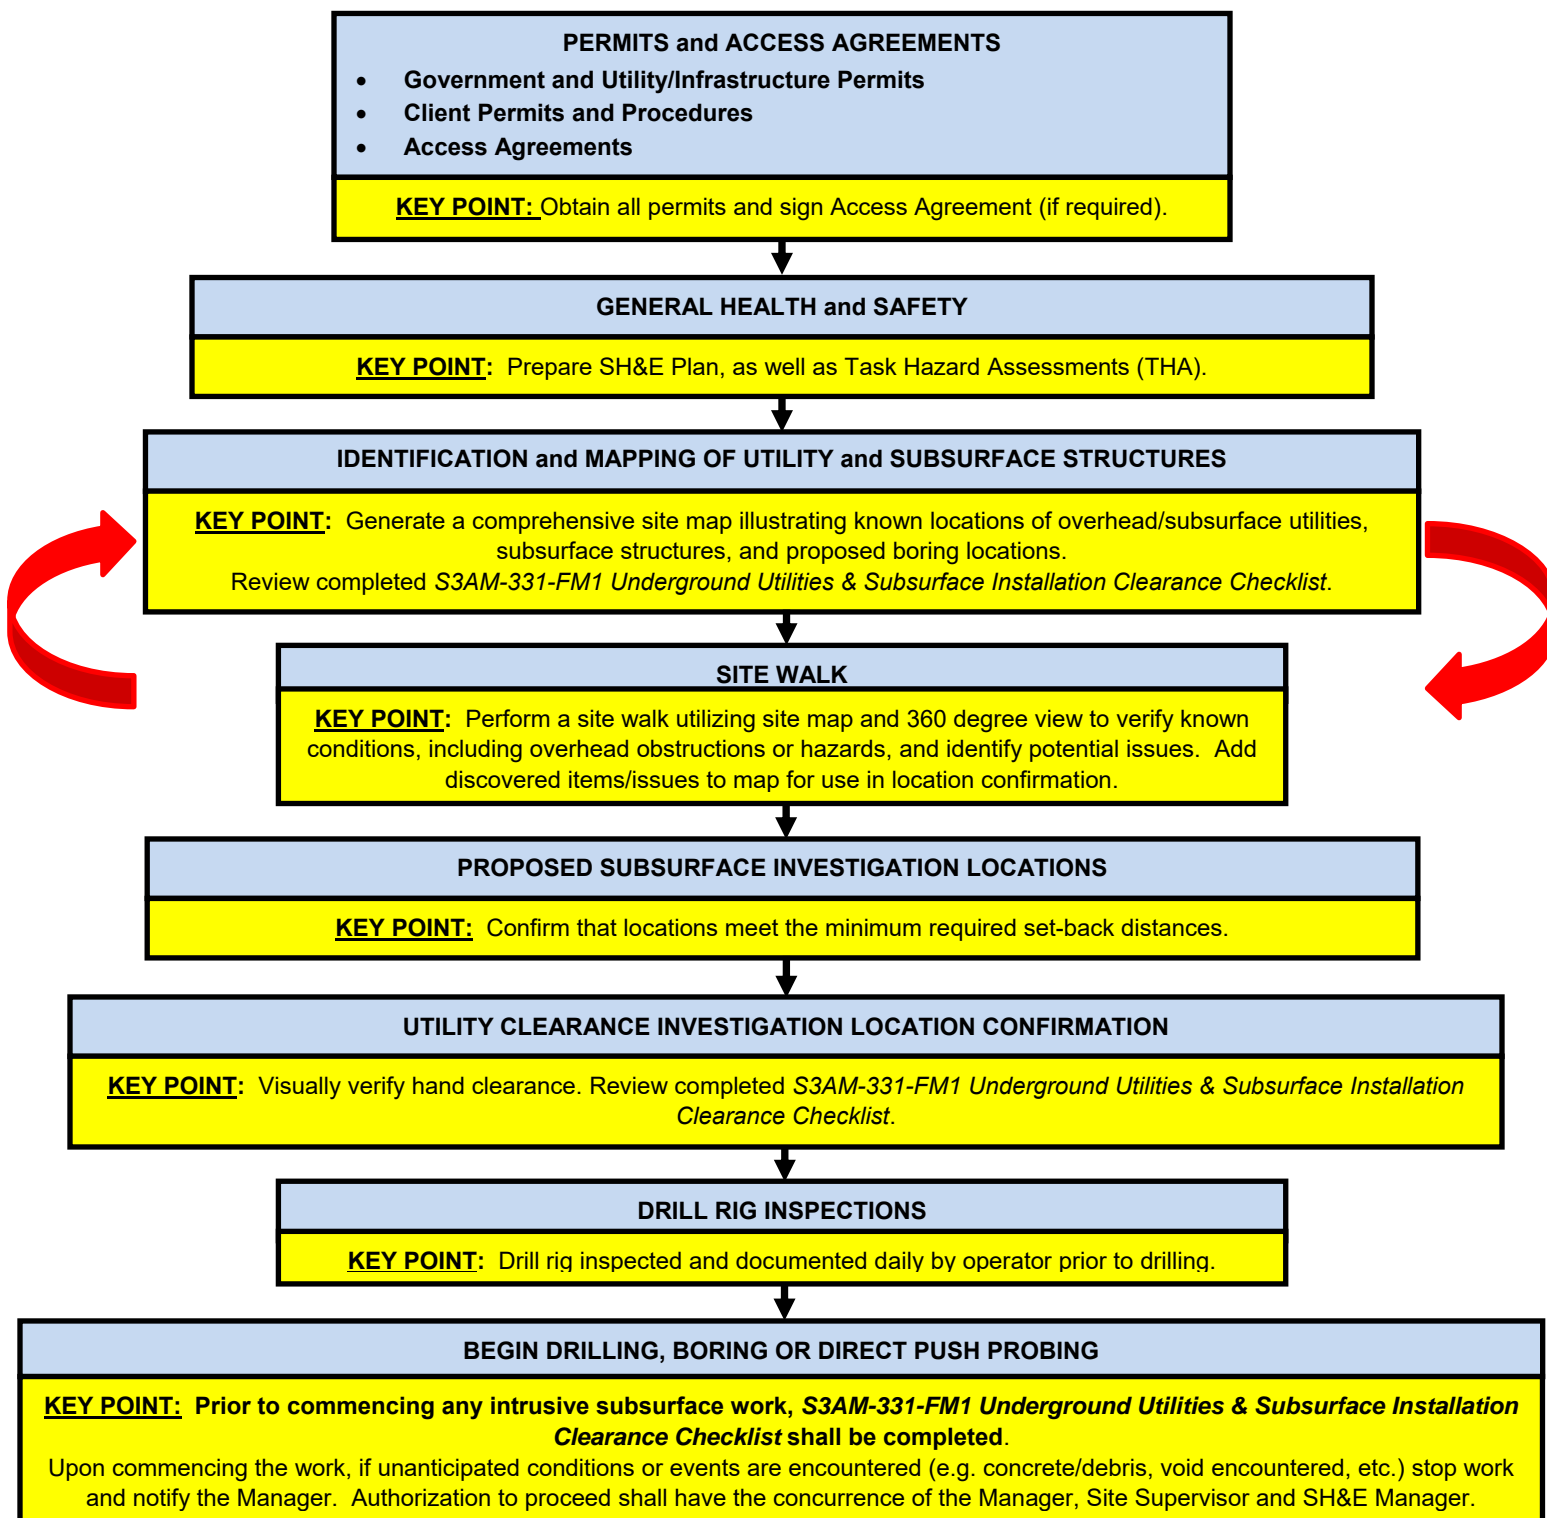 PERMITS and ACCESS AGREEMENTS
• Government and Utility/Infrastructure Permits
• Client Permits and Procedures
• Access Agreements
KEY POINT: Obtain all permits and sign Access Agreement (if required).
GENERAL HEALTH and SAFETY
KEY POINT: Prepare SH&E Plan, as well as Task Hazard Assessments (THA).
IDENTIFICATION and MAPPING OF UTILITY and SUBSURFACE STRUCTURES
KEY POINT: Generate a comprehensive site map illustrating known locations of overhead/subsurface utilities,
subsurface structures, and proposed boring locations.
Review completed S3AM-331-FM1 Underground Utilities & Subsurface Installation Clearance Checklist.
SITE WALK
KEY POINT: Perform a site walk utilizing site map and 360 degree view to verify known
conditions, including overhead obstructions or hazards, and identify potential issues. Add
discovered items/issues to map for use in location confirmation.
PROPOSED SUBSURFACE INVESTIGATION LOCATIONS
KEY POINT: Confirm that locations meet the minimum required set-back distances.
UTILITY CLEARANCE INVESTIGATION LOCATION CONFIRMATION
KEY POINT: Visually verify hand clearance. Review completed S3AM-331-FM1 Underground Utilities & Subsurface Installation
Clearance Checklist.
DRILL RIG INSPECTIONS
KEY POINT: Drill rig inspected and documented daily by operator prior to drilling.
BEGIN DRILLING, BORING OR DIRECT PUSH PROBING
KEY POINT: Prior to commencing any intrusive subsurface work, S3AM-331-FM1 Underground Utilities & Subsurface Installation
Clearance Checklist shall be completed.
Upon commencing the work, if unanticipated conditions or events are encountered (e.g. concrete/debris, void encountered, etc.) stop work
and notify the Manager. Authorization to proceed shall have the concurrence of the Manager, Site Supervisor and SH&E Manager.